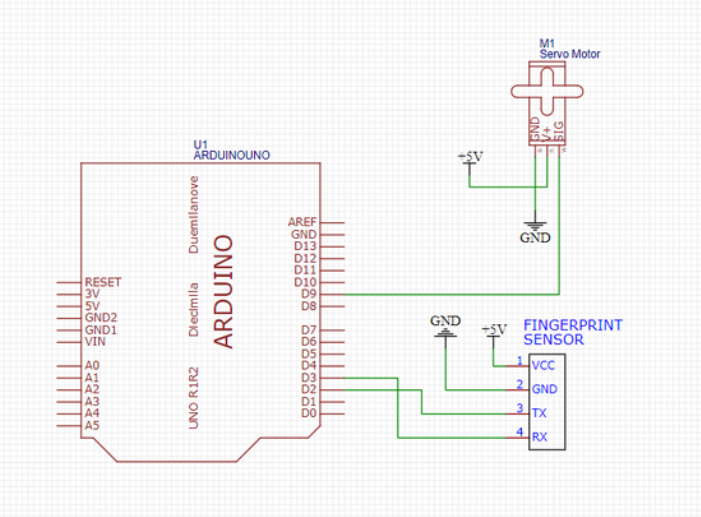 M1
Servo Motor
GND
V+
SIG
+5V
GND
U1
ARDUINOUNO
Duemilanove
Diecimila
UNO R1R2
ARDUINO
RESET
3V
5V
GND2
GND1
VIN
A0
A1
A2
A3
A4
A5
AREF
GND
D13
D12
D11
D10
D9
D8
D7
D6
D5
D4
D3
D2
D1
D0
GND
+5V
FINGERPRINT
SENSOR
1 VCC
2 GND
3 TX
4 RX